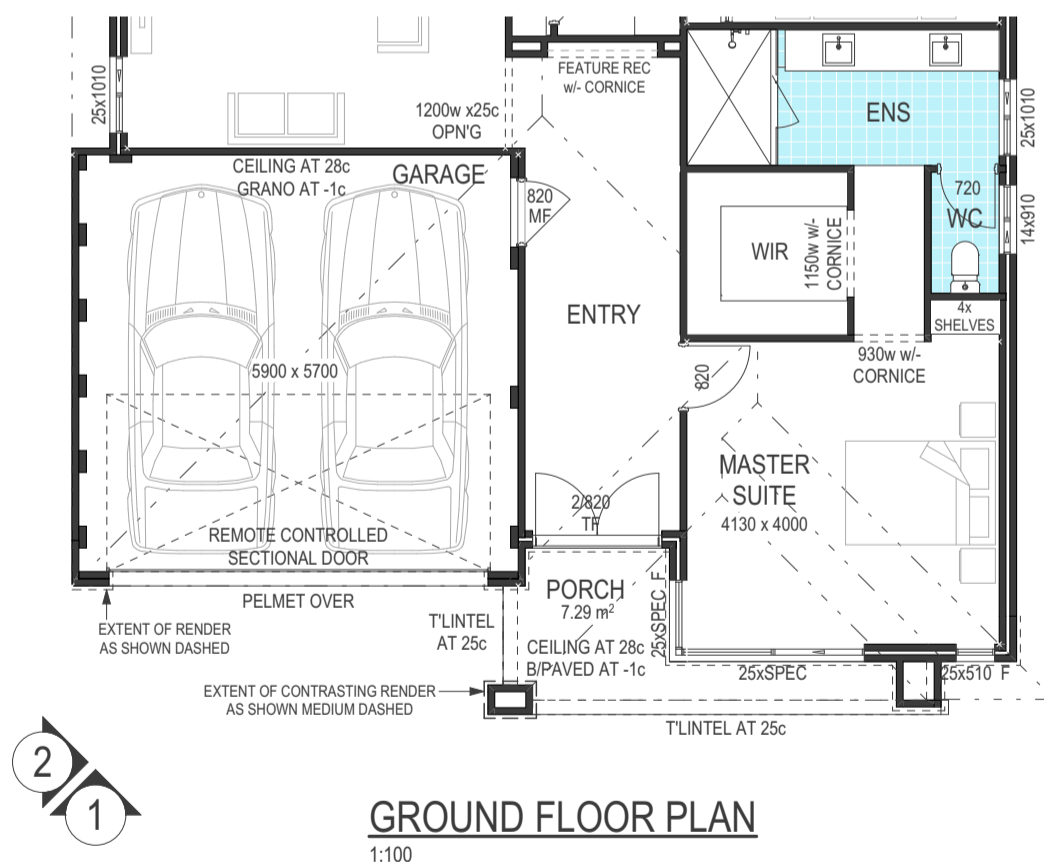 FEATURE REC
w/- CORNICE
25x1010
1200w x25c
OPN'G
ENS
25x1010
CEILING AT 28c
GRANO AT -1c
GARAGE
820
MF
720
WC
14x910
WIR
1150w w/-
CORNICE
ENTRY
4x
SHELVES
930w w/-
CORNICE
5900 x 5700
820
MASTER
SUITE
4130 x 4000
2/820
TF
REMOTE CONTROLLED
SECTIONAL DOOR
PELMET OVER
PORCH
7.29 m²
25xSPEC F
T'LINTEL
AT 25c
CEILING AT 28c
B/PAVED AT -1c
EXTENT OF RENDER
AS SHOWN DASHED
25xSPEC
25x510 F
EXTENT OF CONTRASTING RENDER
AS SHOWN MEDIUM DASHED
T'LINTEL AT 25c
2
1
GROUND FLOOR PLAN
1:100